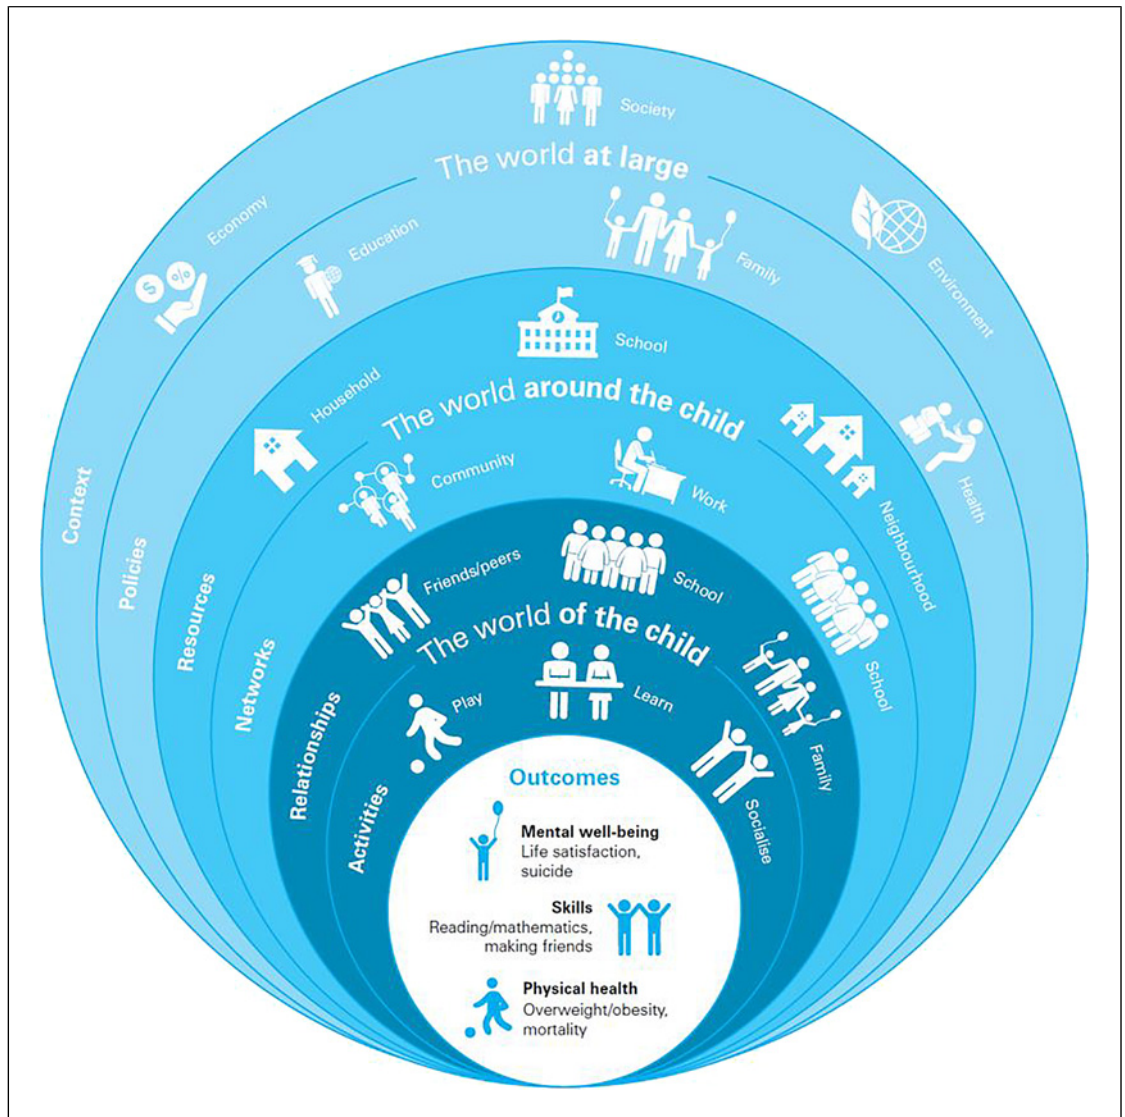 Society
The world at large
Economy
Education
Family
Environment
Health
Context
Policies
School
Household
The world around the child
Community
Work
Neighbourhood
School
Resources
Networks
Friends/peers
School
The world of the child
Family
Relationships
Play
Learn
Socialise
Activities
Outcomes
Mental well-being
Life satisfaction,
suicide
Skills
Reading/mathematics,
making friends
Physical health
Overweight/obesity,
mortality
$
%